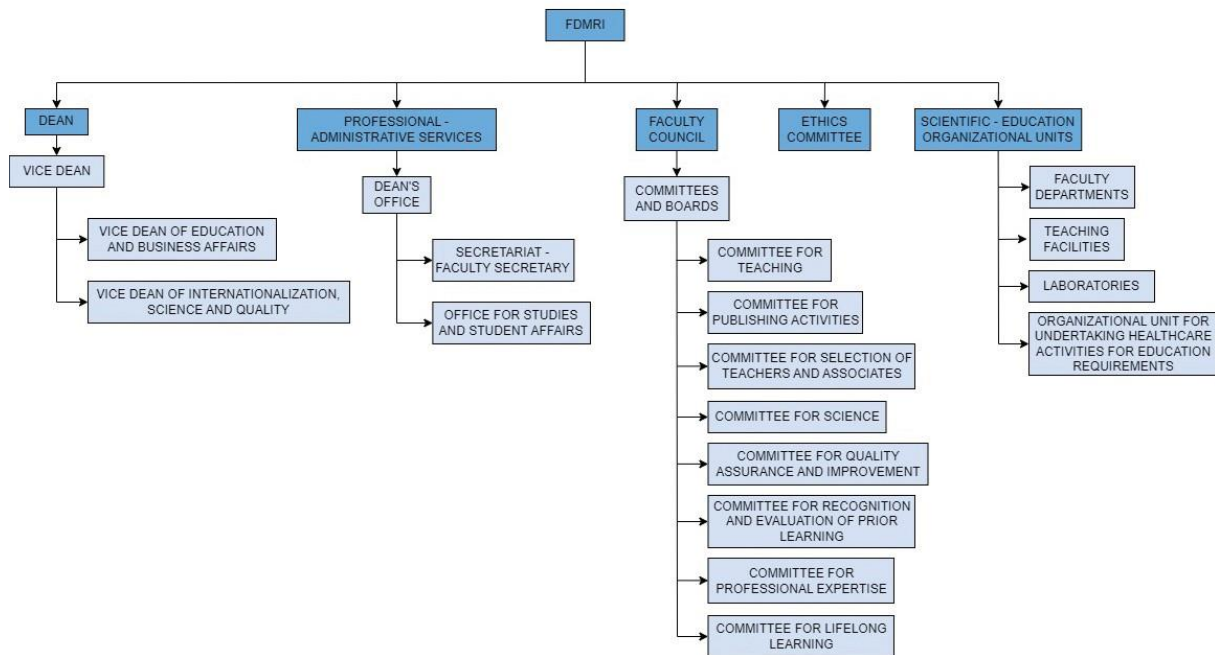 FDMRI
DEAN
PROFESSIONAL -
ADMINISTRATIVE SERVICES
FACULTY
COUNCIL
ETHICS
COMMITTEE
SCIENTIFIC - EDUCATION
ORGANIZATIONAL UNITS
VICE DEAN
VICE DEAN OF EDUCATION
AND BUSINESS AFFAIRS
VICE DEAN OF INTERNATIONALIZATION,
SCIENCE AND QUALITY
DEAN'S
OFFICE
SECRETARIAT -
FACULTY SECRETARY
OFFICE FOR STUDIES
AND STUDENT AFFAIRS
COMMITTEES
AND BOARDS
COMMITTEE FOR
TEACHING
COMMITTEE FOR
PUBLISHING ACTIVITIES
COMMITTEE FOR SELECTION OF
TEACHERS AND ASSOCIATES
COMMITTEE FOR SCIENCE
COMMITTEE FOR QUALITY
ASSURANCE AND IMPROVEMENT
COMMITTEE FOR RECOGNITION
AND EVALUATION OF PRIOR
LEARNING
COMMITTEE FOR
PROFESSIONAL EXPERTISE
COMMITTEE FOR LIFELONG
LEARNING
FACULTY
DEPARTMENTS
TEACHING
FACILITIES
LABORATORIES
ORGANIZATIONAL UNIT FOR
UNDERTAKING HEALTHCARE
ACTIVITIES FOR EDUCATION
REQUIREMENTS